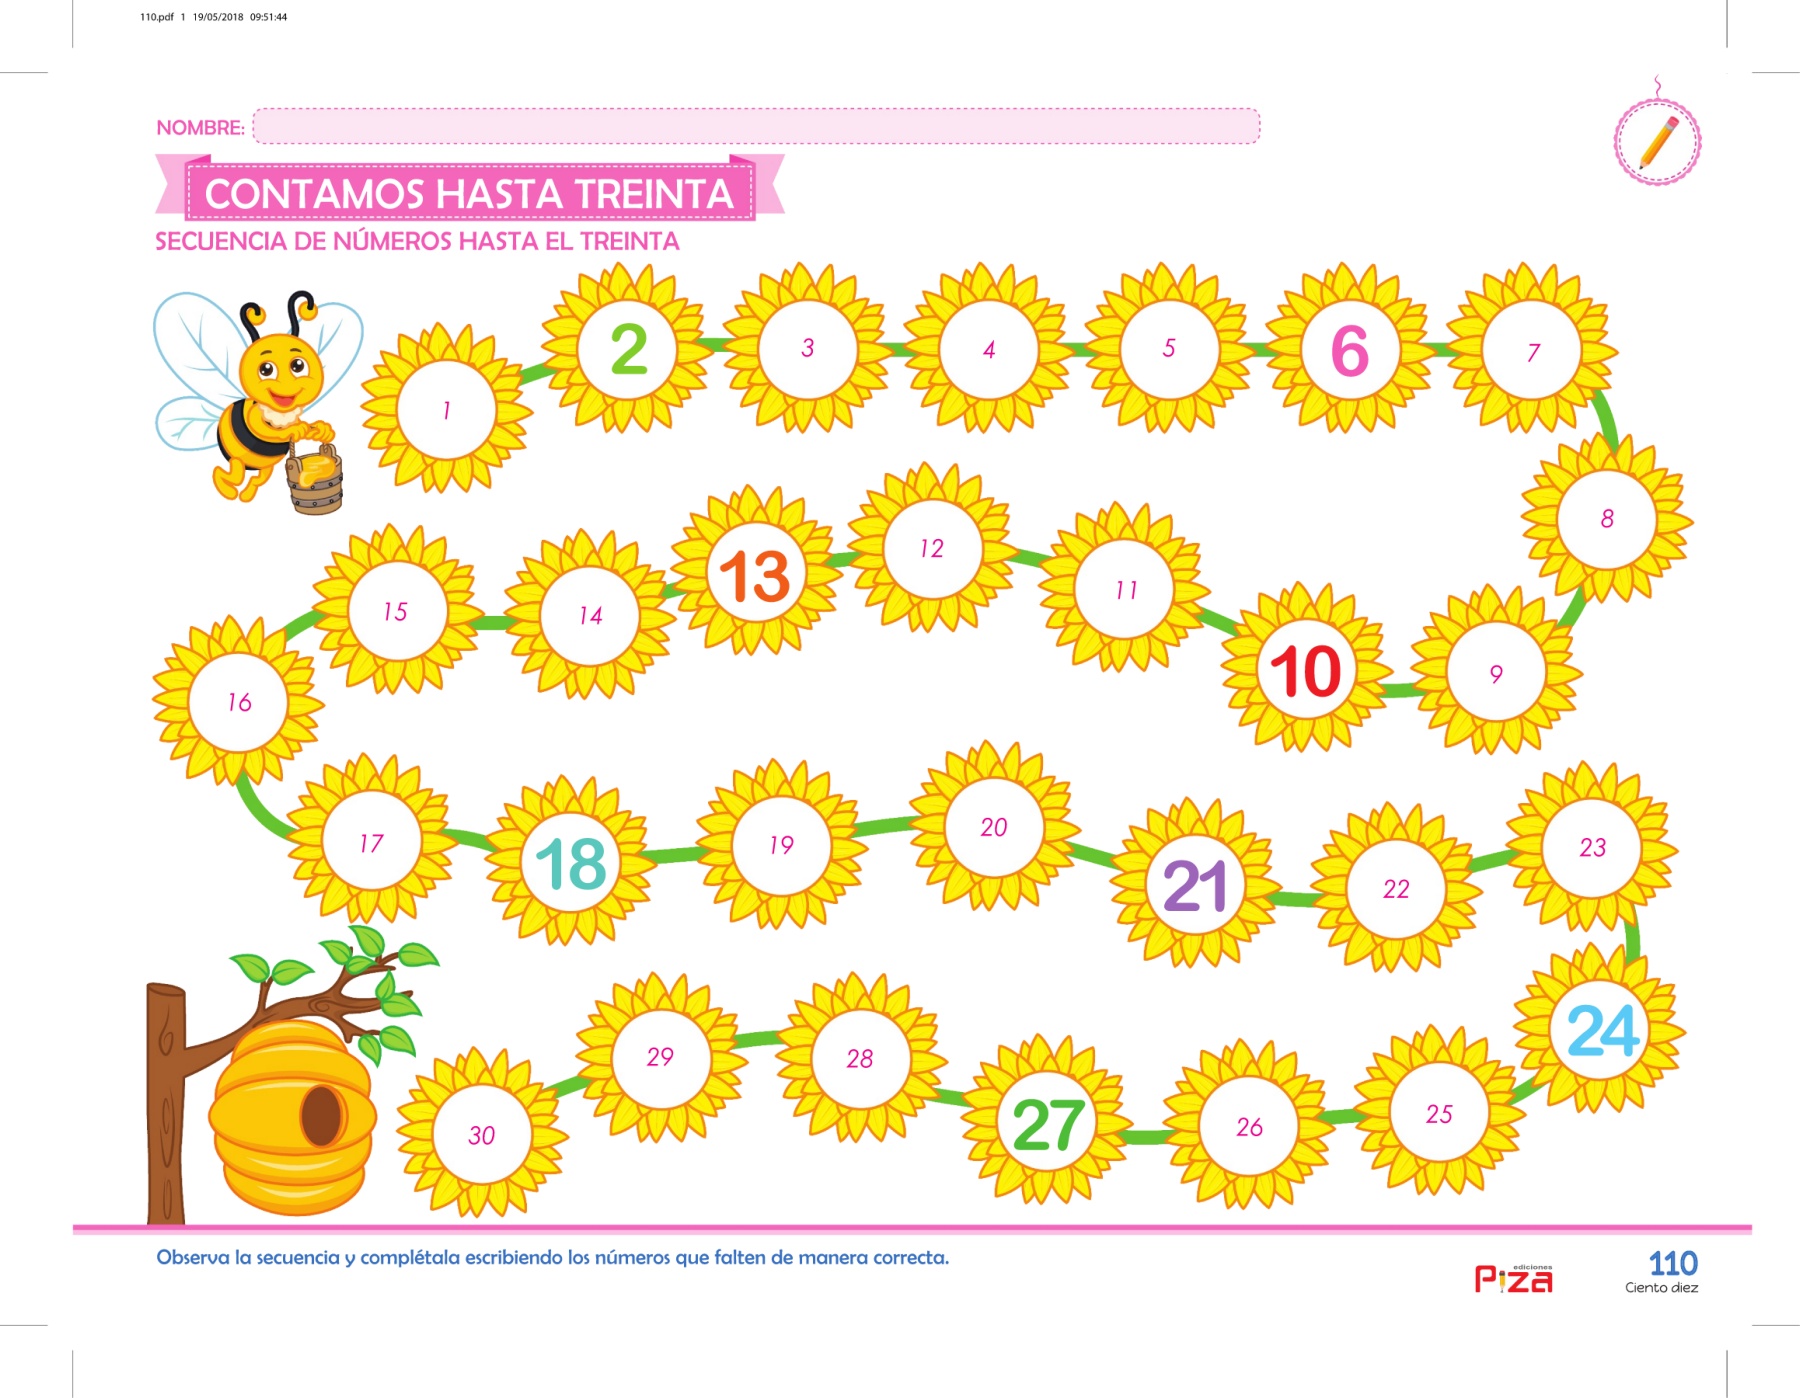 110.pdf 1 19/05/2018 09:51:44
NOMBRE:
CONTAMOS HASTA TREINTA
SECUENCIA DE NÚMEROS HASTA EL TREINTA
1 2 3 4 5 6 7
8
15 14 13 12 11 10 9
16
17 18 19 20 21 22 23
24
30 29 28 27 26 25
Observa la secuencia y complétala escribiendo los números que falten de manera correcta.
ediciones
Piza
110
Ciento diez